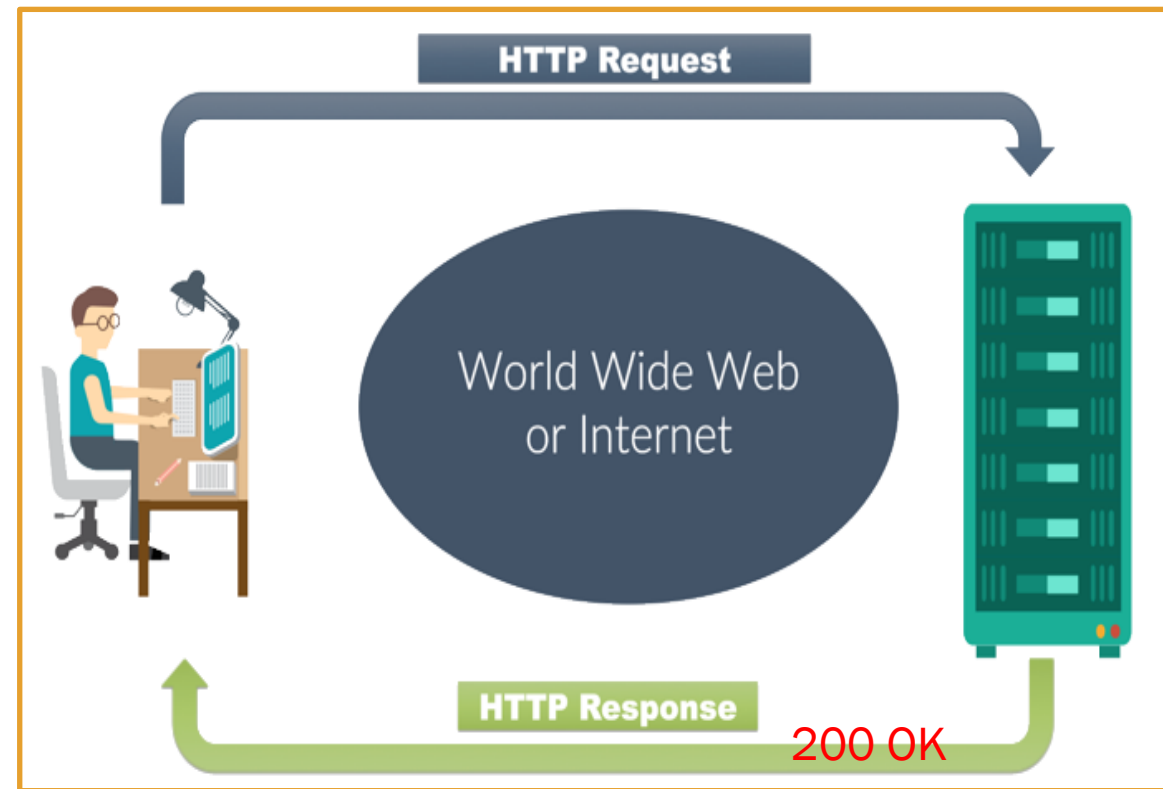 HTTP Request
World Wide Web
or Internet
HTTP Response
200 OK